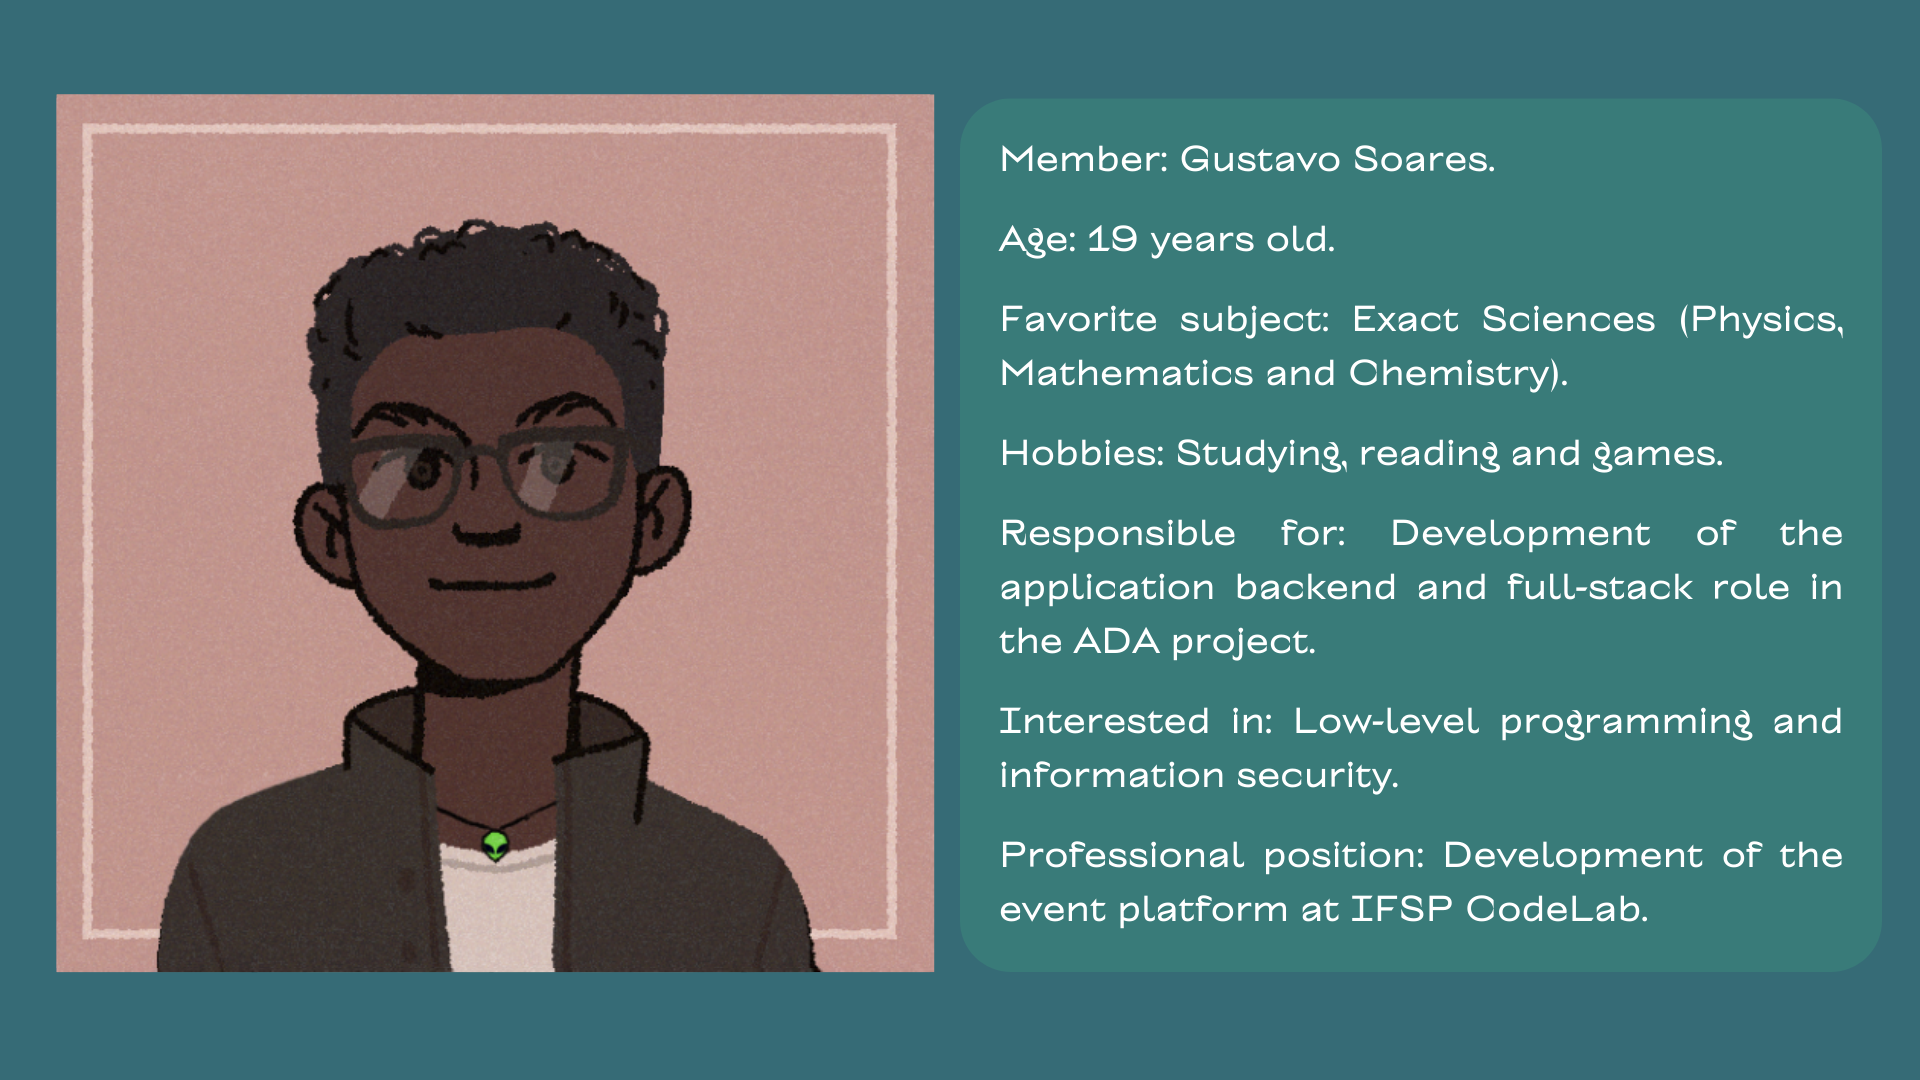 Member: Gustavo Soares.
Age: 19 years old.
Favorite subject: Exact Sciences (Physics,
Mathematics and Chemistry).
Hobbies: Studying, reading and games.
Responsible for: Development of the
application backend and full-stack role in
the ADA project.
Interested in: Low-level programming and
information security.
Professional position: Development of the
event platform at IFSP CodeLab.